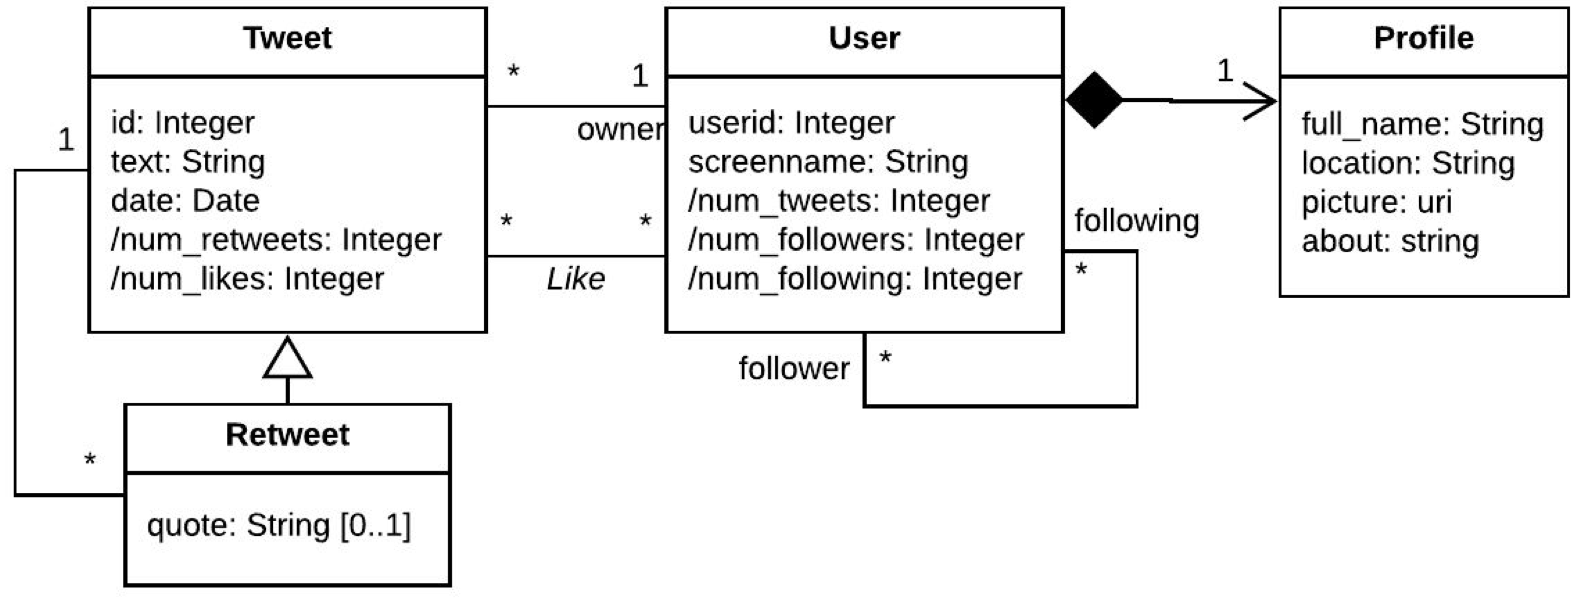 Tweet
id: Integer
text: String
date: Date
/num_retweets: Integer
/num_likes: Integer
1
*
Retweet
quote: String [0..1]
* 1
owner
* *
Like
User
userid: Integer
screenname: String
/num_tweets: Integer
/num_followers: Integer
/num_following: Integer
following
*
follower *
1
Profile
full_name: String
location: String
picture: uri
about: string